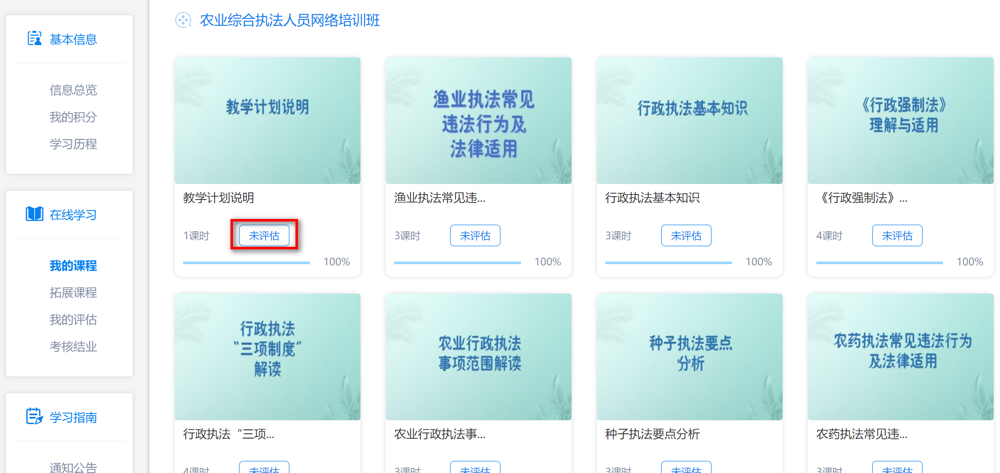 基本信息
信息总览
我的积分
学习历程
在线学习
我的课程
拓展课程
我的评估
考核结业
学习指南
通知公告
农业综合执法人员网络培训班
教学计划说明
教学计划说明
1课时
未评估
100%
渔业执法常见
违法行为及
法律适用
渔业执法常见违...
3课时
未评估
100%
行政执法基本知识
行政执法基本知识
3课时
未评估
100%
《行政强制法》
理解与适用
《行政强制法》...
4课时
未评估
100%
行政执法
“三项制度”
解读
行政执法“三项...
4课时
未评估
农业行政执法
事项范围解读
农业行政执法事...
3课时
未评估
种子执法要点
分析
种子执法要点分析
3课时
未评估
农药执法常见违法行为
及法律适用
农药执法常见违...
3课时
未评估